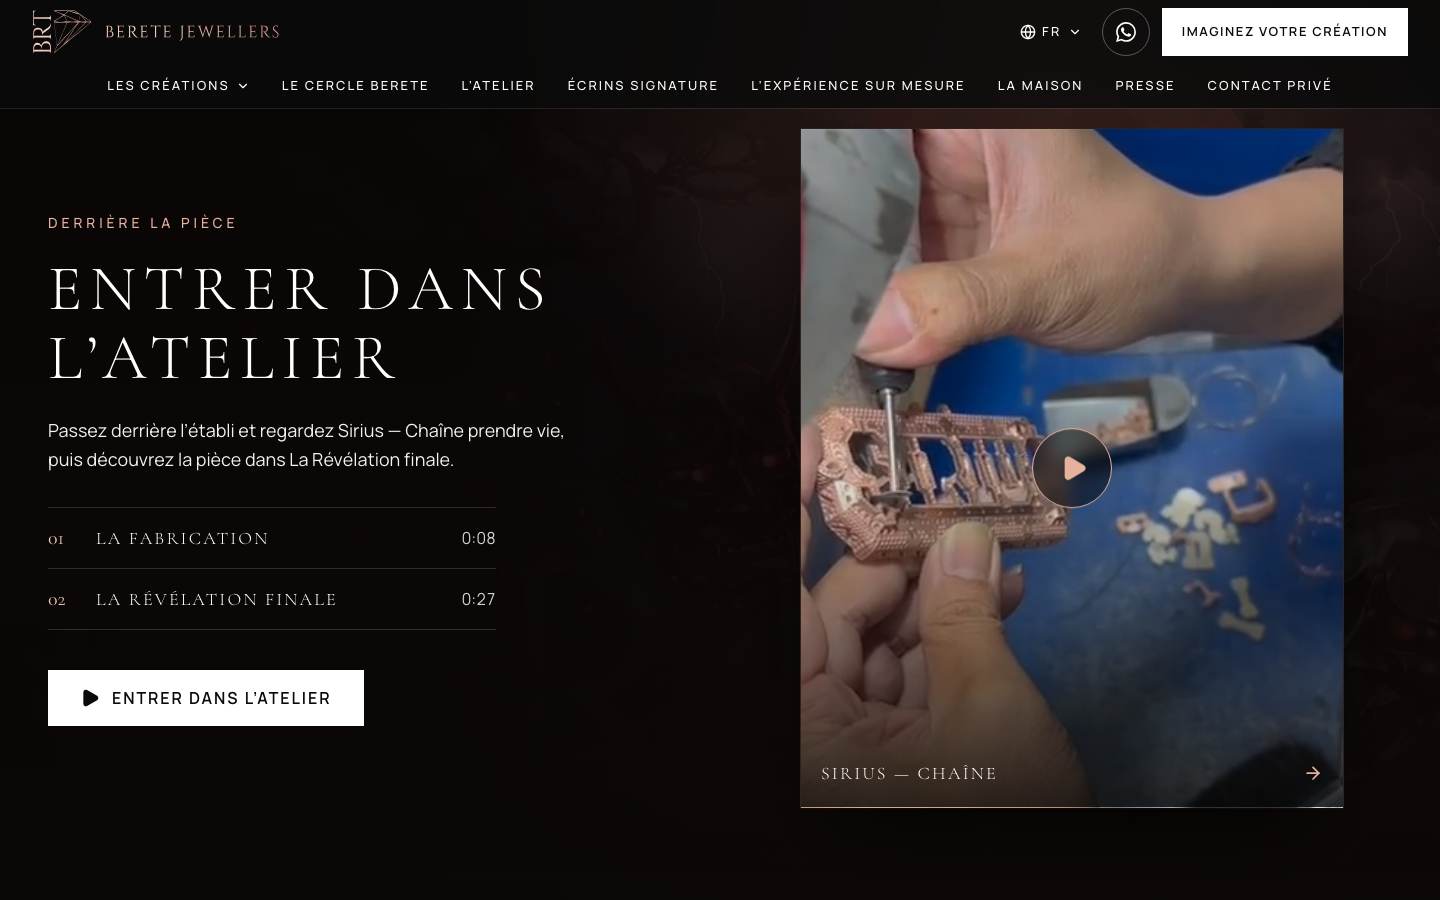 BRT
BERETE JEWELLERS
FR
IMAGINEZ VOTRE CRÉATION
LES CRÉATIONS
LE CERCLE BERETE
L'ATELIER
ÉCRINS SIGNATURE
L'EXPÉRIENCE SUR MESURE
LA MAISON
PRESSE
CONTACT PRIVÉ
DERRIÈRE LA PIÈCE
ENTRER DANS
L’ATELIER
Passez derrière l’établi et regardez Sirius — Chaîne prendre vie,
puis découvrez la pièce dans La Révélation finale.
01 LA FABRICATION 0:08
02 LA RÉVÉLATION FINALE 0:27
ENTRER DANS L’ATELIER
SIRIUS — CHAÎNE